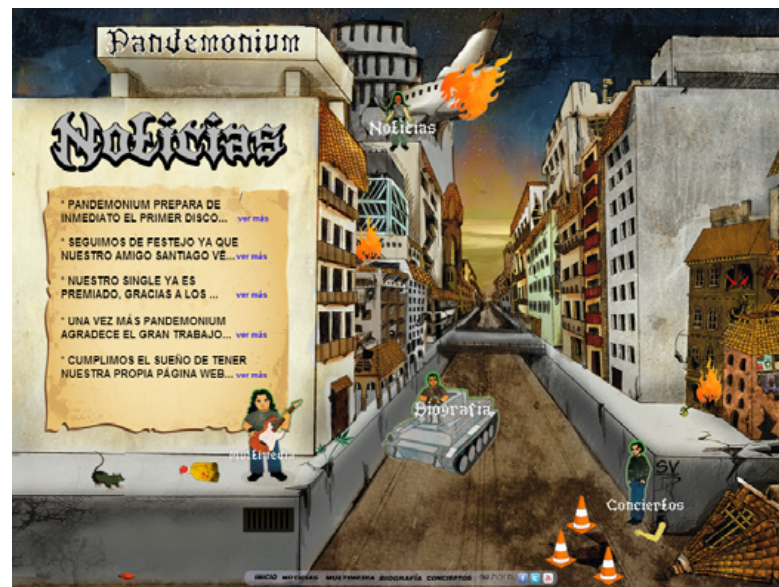 Pandemonium
Noticias
Noticias
* PANDEMONIUM PREPARA DE
INMEDIATO EL PRIMER DISCO... ver más
* SEGUIMOS DE FESTEJO YA QUE
NUESTRO AMIGO SANTIAGO VE... ver más
* NUESTRO SINGLE YA ES
PREMIADO, GRACIAS A LOS ... ver más
* UNA VEZ MÁS PANDEMONIUM
AGRADECE EL GRAN TRABAJO... ver más
* CUMPLIMOS EL SUEÑO DE TENER
NUESTRA PROPIA PÁGINA WEB... ver más
Biografía
Multimedia
SV
Conciertos
INICIO NOTICIAS MULTIMEDIA BIOGRAFÍA CONCIERTOS